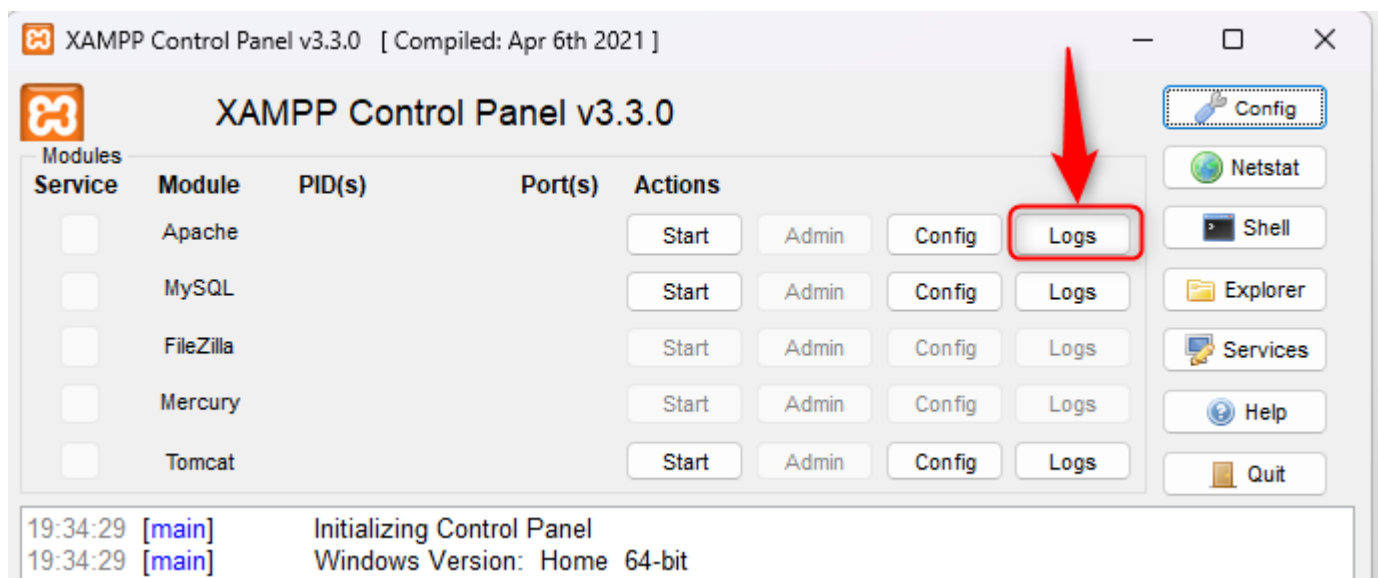 XAMPP Control Panel v3.3.0 [ Compiled: Apr 6th 2021 ]
XAMPP Control Panel v3.3.0
Config
Modules
Service Module PID(s) Port(s) Actions
Netstat
Apache Start Admin Config Logs
Shell
MySQL Start Admin Config Logs
Explorer
FileZilla Start Admin Config Logs
Services
Mercury Start Admin Config Logs
Help
Tomcat Start Admin Config Logs
Quit
19:34:29 [main] Initializing Control Panel
19:34:29 [main] Windows Version: Home 64-bit